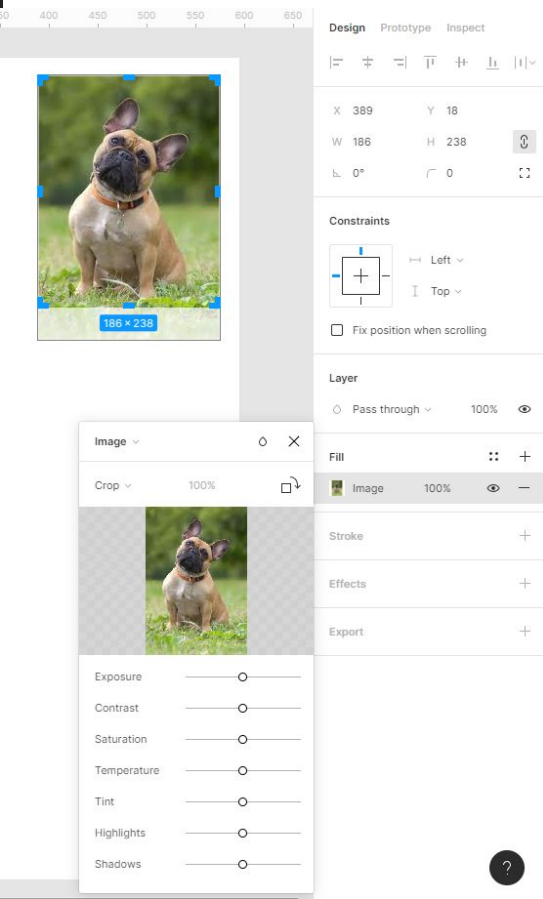 400 450 500 550 600 650
Design Prototype Inspect
X 389 Y 18
W 186 H 238
0° 0
Constraints
Left
Top
Fix position when scrolling
186 × 238
Layer
Pass through 100%
Image
Fill
Crop 100%
Image 100%
Stroke
Effects
Export
Exposure
Contrast
Saturation
Temperature
Tint
Highlights
Shadows
?